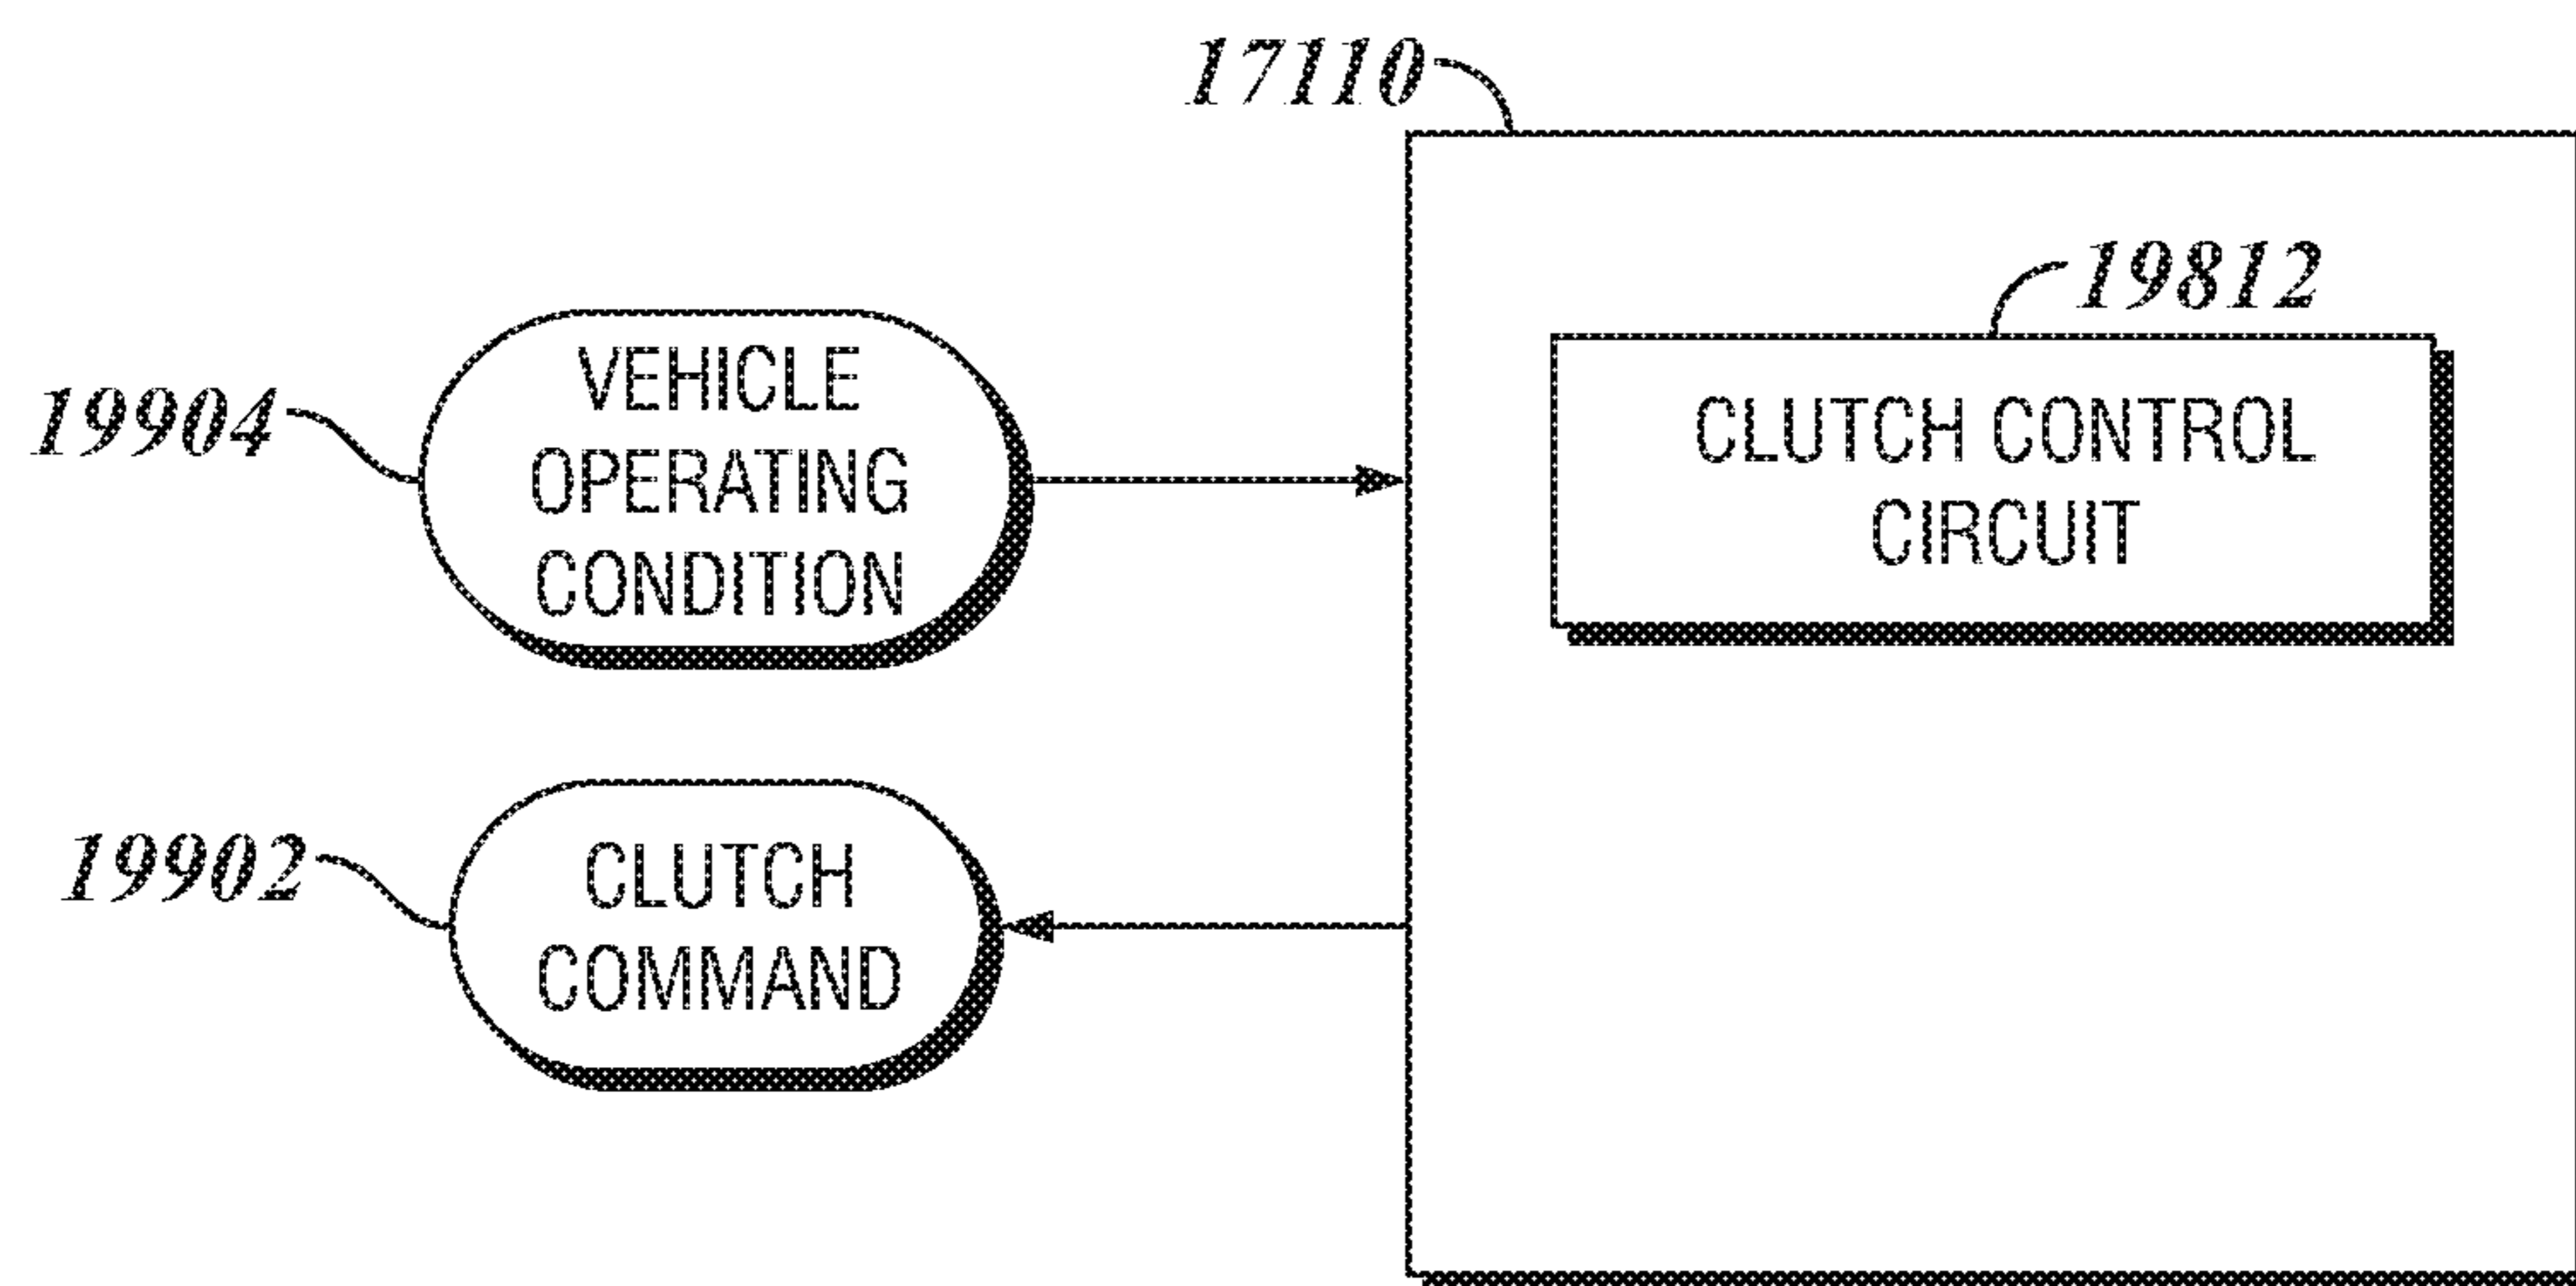 17110
19812
CLUTCH CONTROL
CIRCUIT
19904
VEHICLE
OPERATING
CONDITION
19902
CLUTCH
COMMAND